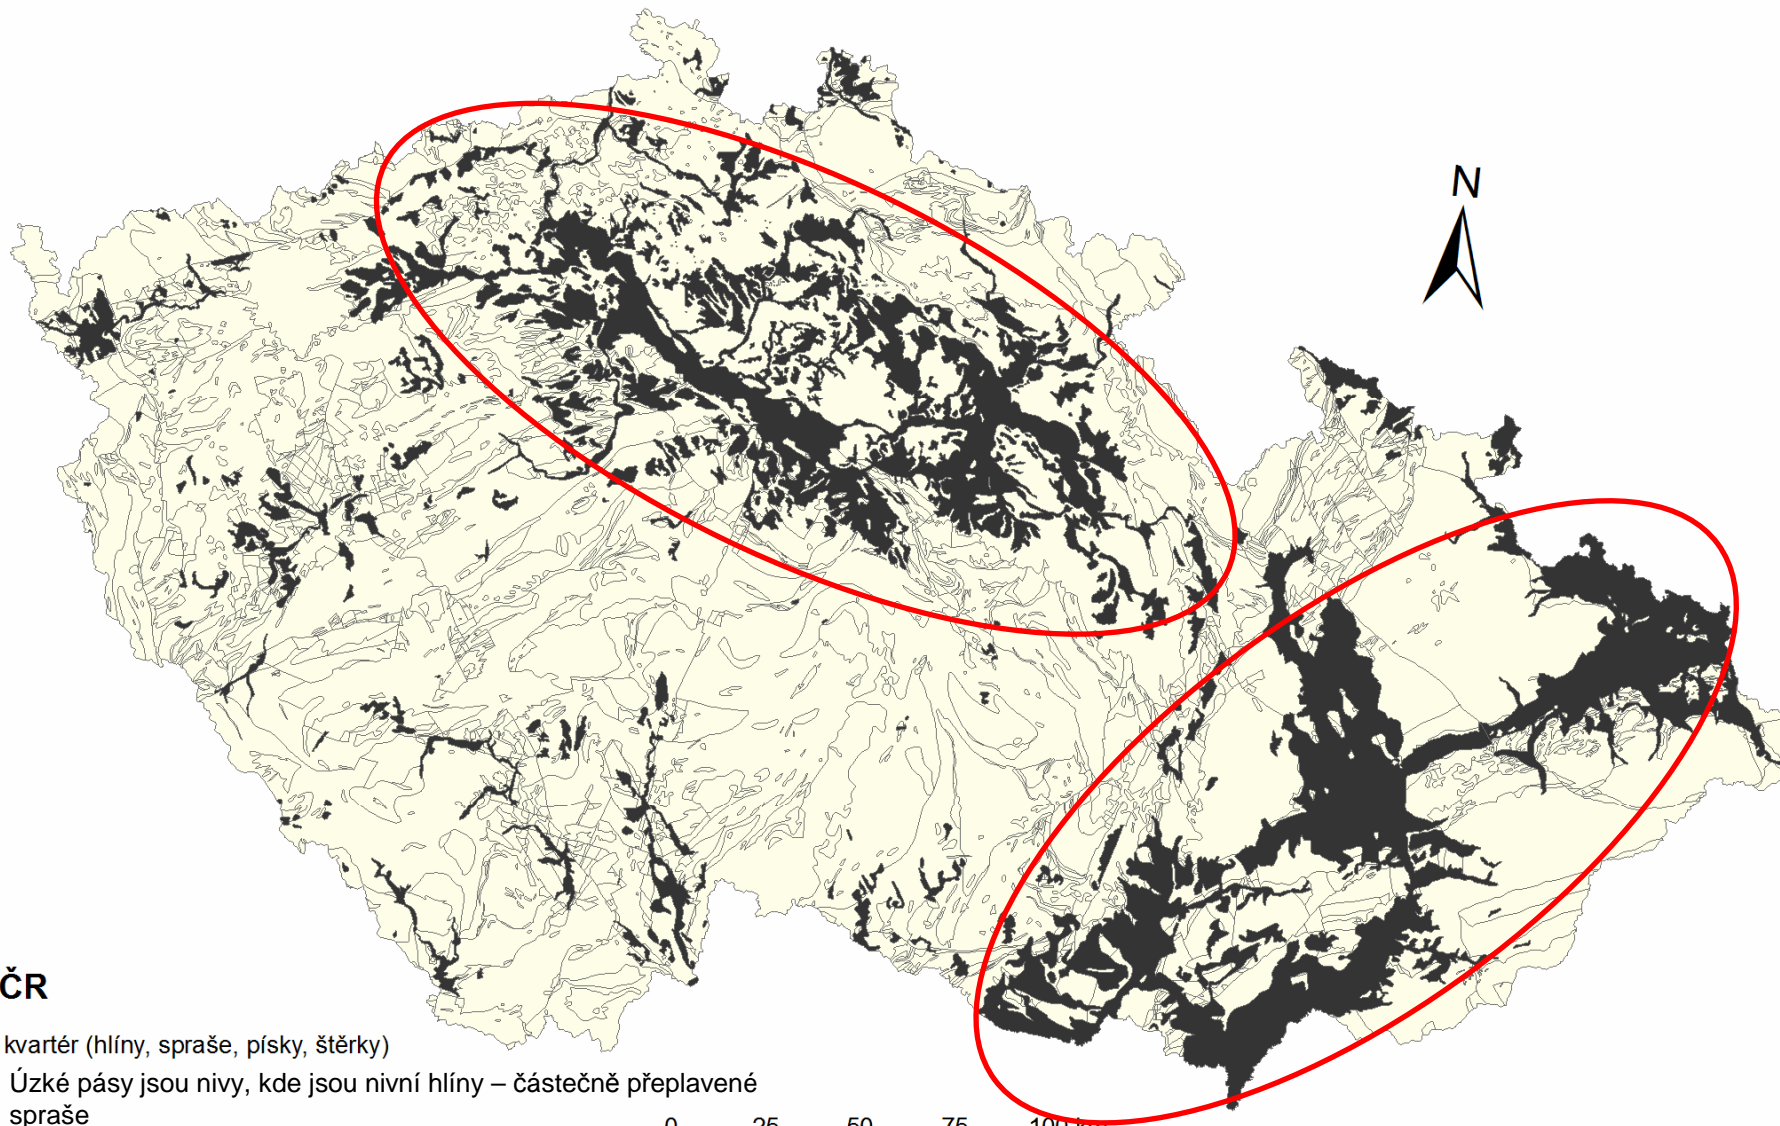 N
ČR
kvartér (hlíny, spraše, písky, štěrky)
Úzké pásy jsou nivy, kde jsou nivní hlíny – částečně přeplavené
spraše
0 25 50 75 100